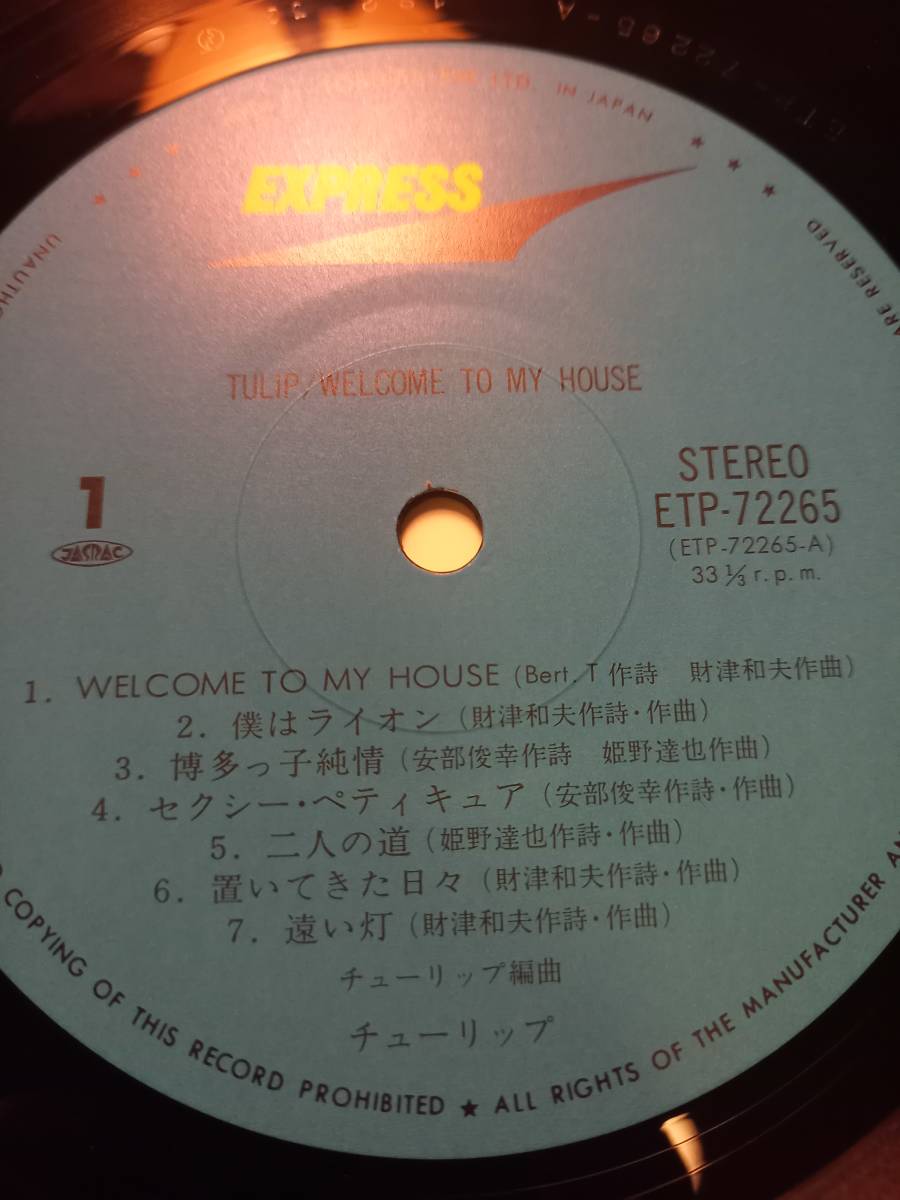 LTD. IN JAPAN
EXPRESS
TULIP/WELCOME TO MY HOUSE
1
JASRAC
STEREO
ETP-72265
(ETP-72265-A)
33 ⅓ r.p.m.
1. WELCOME TO MY HOUSE (Bert. T 作詩 財津和夫作曲)
2. 僕はライオン (財津和夫作詩・作曲)
3. 博多っ子純情 (安部俊幸作詩 姫野達也作曲)
4. セクシー・ペティキュア (安部俊幸作詩・作曲)
5. 二人の道 (姫野達也作詩・作曲)
6. 置いてきた日々 (財津和夫作詩・作曲)
7. 遠い灯 (財津和夫作詩・作曲)
チューリップ編曲
チューリップ
COPYING OF THIS RECORD PROHIBITED ★ ALL RIGHTS OF THE MANUFACTURER
ARE RESERVED